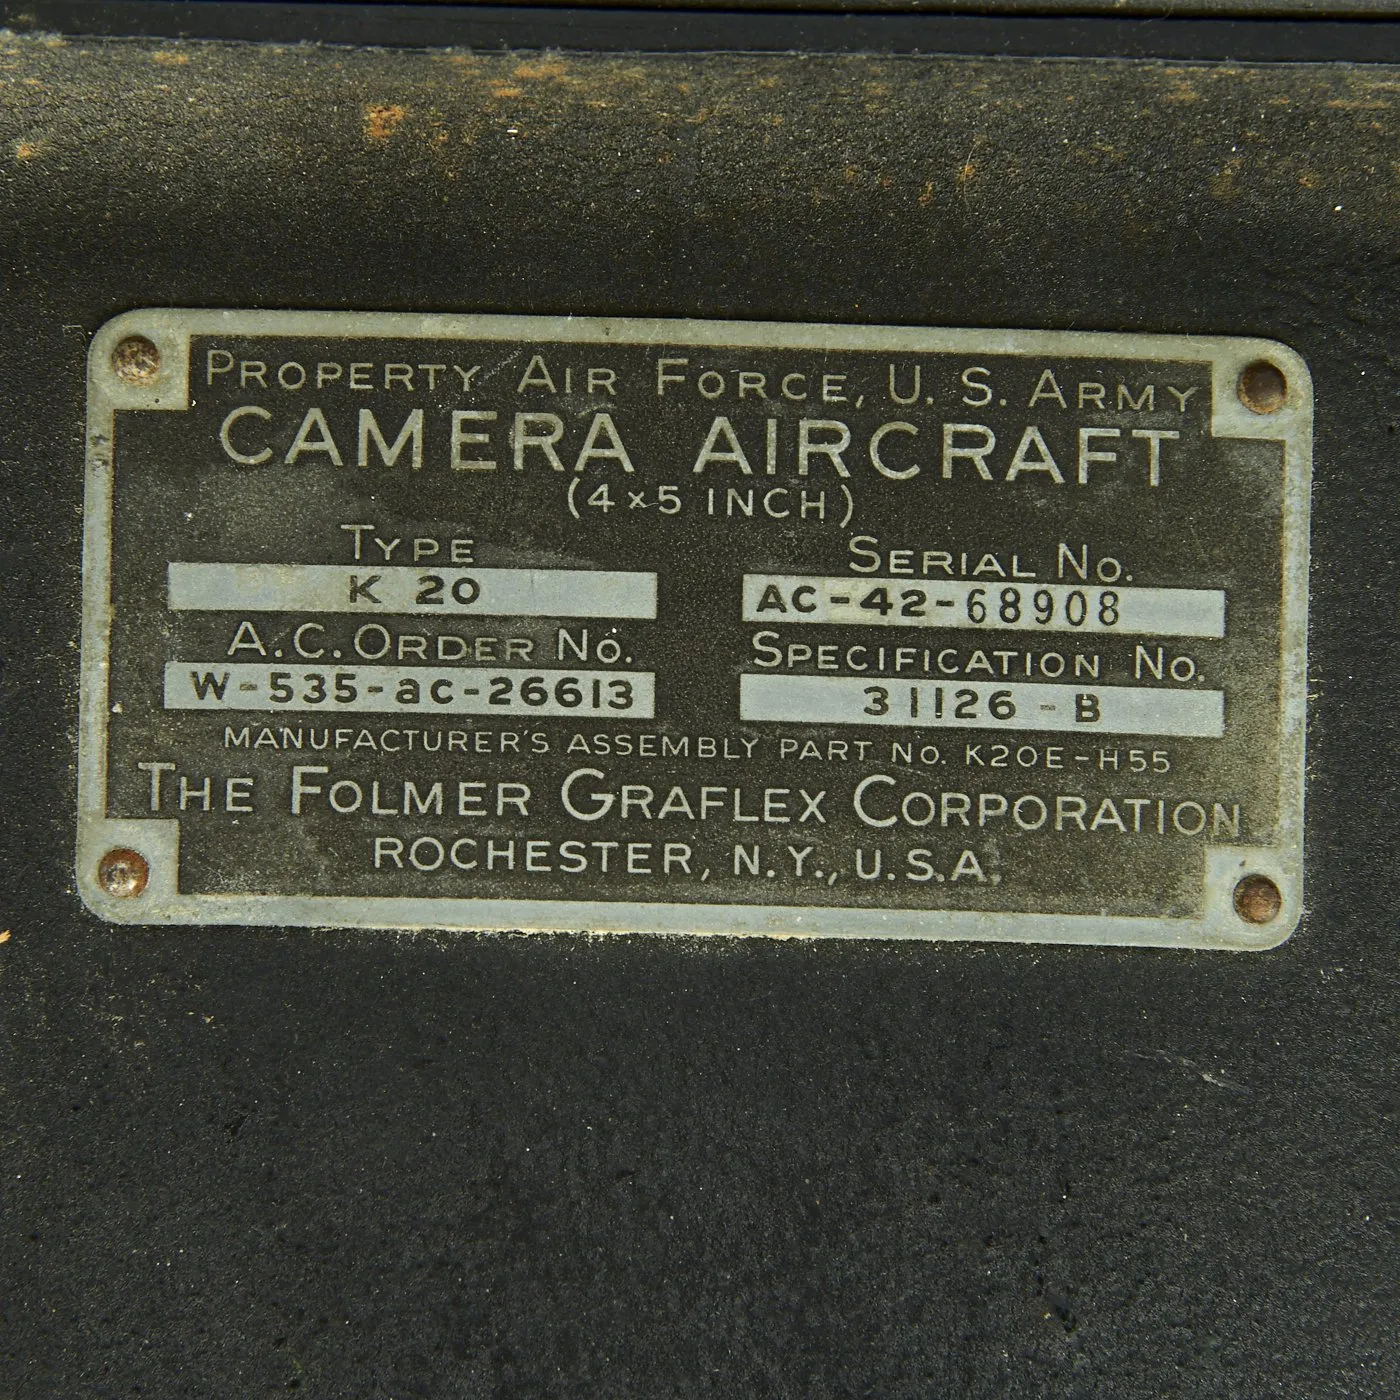 PROPERTY AIR FORCE, U. S. ARMY
CAMERA AIRCRAFT
(4×5 INCH)
TYPE
K 20
SERIAL No.
AC-42-68908
A.C. ORDER No.
W-535-ac-26613
SPECIFICATION No.
31126-B
MANUFACTURER'S ASSEMBLY PART No. K20E-H55
THE FOLMER GRAFLEX CORPORATION
ROCHESTER, N.Y., U.S.A.